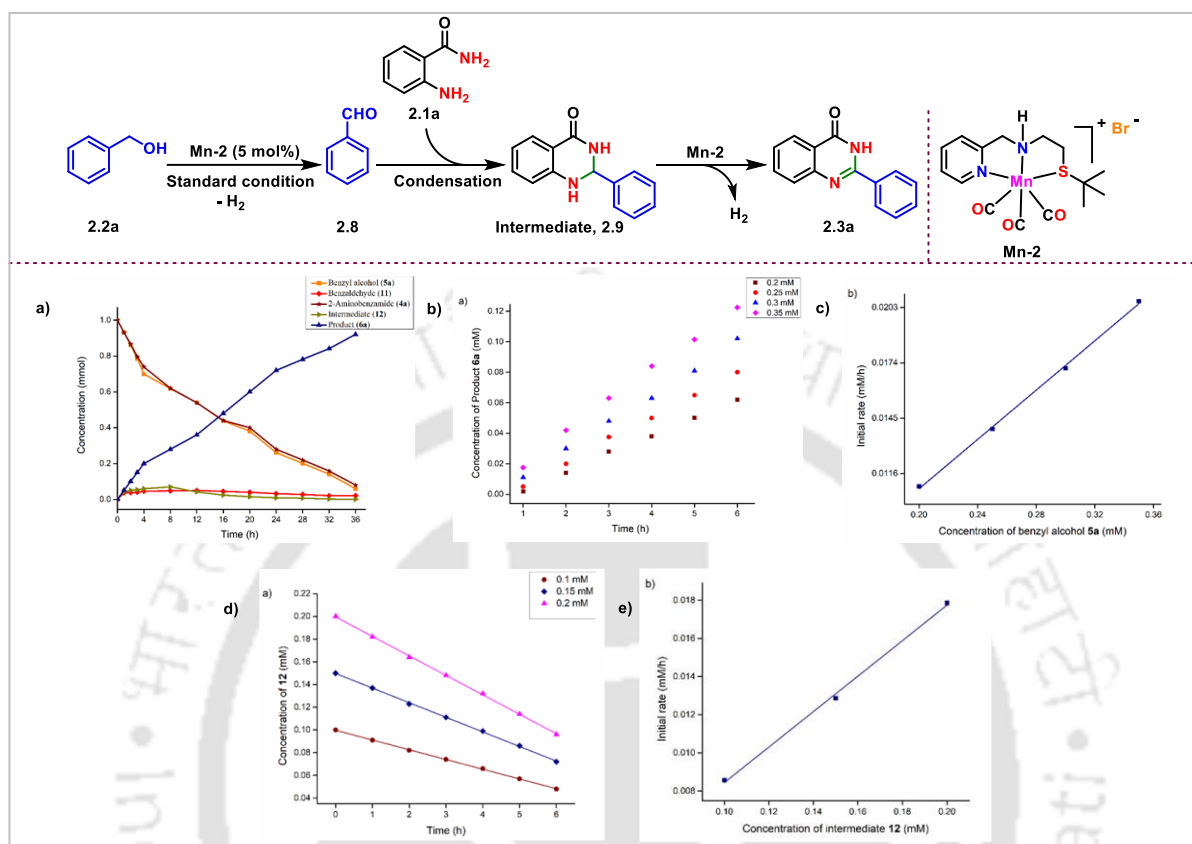 O
NH2
NH2
2.1a
OH
2.2a
Mn-2 (5 mol%)
Standard condition
- H2
CHO
2.8
Condensation
O
NH
N
H
Intermediate, 2.9
Mn-2
H2
O
NH
N
2.3a
H
N
N
Mn
S
CO
CO
CO
+ Br -
Mn-2
a)
Benzyl alcohol (5a)
Benzaldehyde (11)
2-Aminobenzamide (4a)
Intermediate (12)
Product (6a)
Concentration (mmol)
1.0
0.8
0.6
0.4
0.2
0.0
0 4 8 12 16 20 24 28 32 36
Time (h)
b)
a)
0.2 mM
0.25 mM
0.3 mM
0.35 mM
Concentration of Product 6a (mM)
0.12
0.10
0.08
0.06
0.04
0.02
0.00
1 2 3 4 5 6
Time (h)
c)
b)
Initial rate (mM/h)
0.0203
0.0174
0.0145
0.0116
0.20 0.24 0.28 0.32 0.36
Concentration of benzyl alcohol 5a (mM)
d)
a)
0.1 mM
0.15 mM
0.2 mM
Concentration of 12 (mM)
0.22
0.20
0.18
0.16
0.14
0.12
0.10
0.08
0.06
0.04
0 1 2 3 4 5 6
Time (h)
e)
b)
Initial rate (mM/h)
0.018
0.016
0.014
0.012
0.010
0.008
0.10 0.12 0.14 0.16 0.18 0.20
Concentration of intermediate 12 (mM)